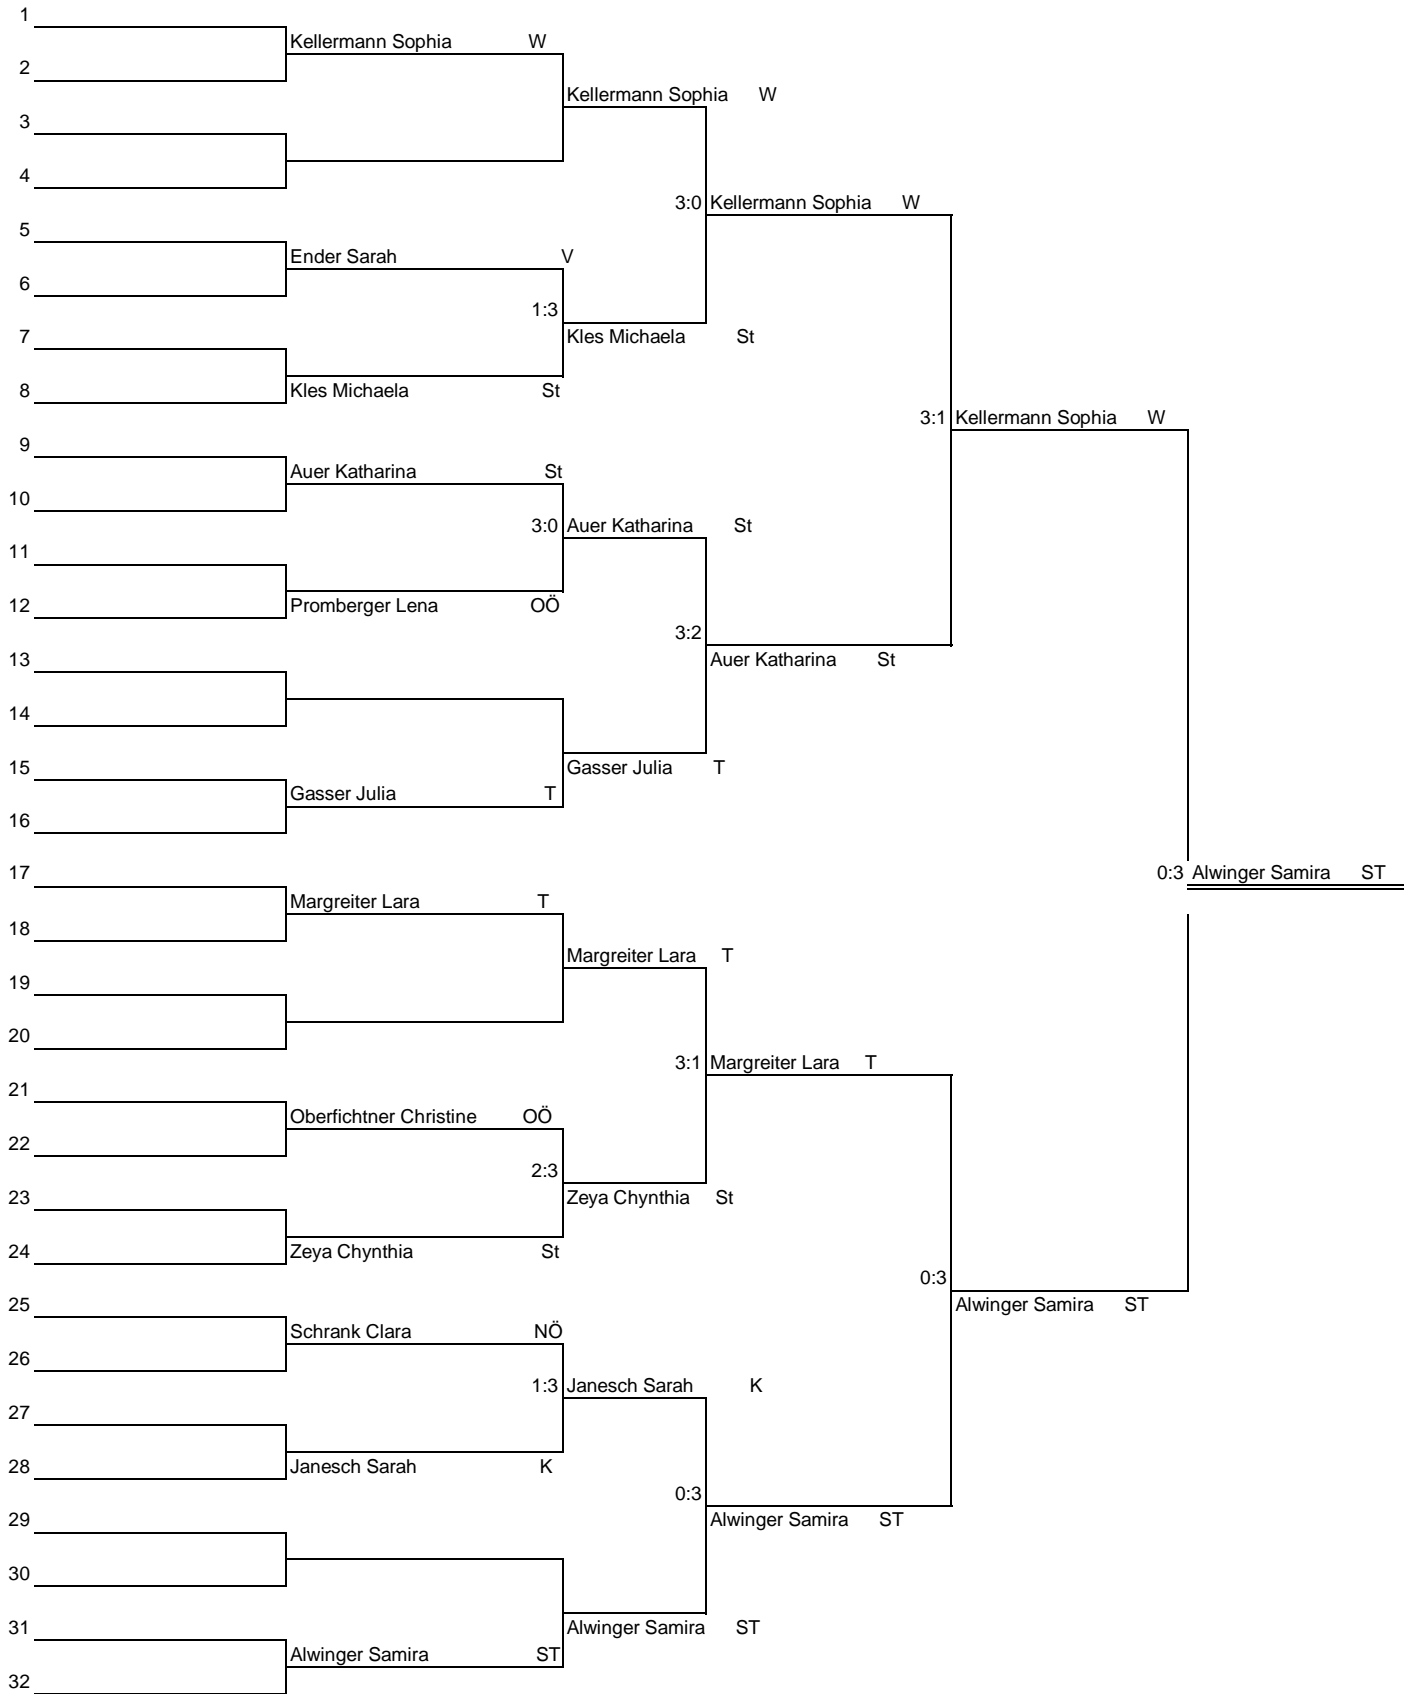 1
Kellermann Sophia W
2
Kellermann Sophia W
3
4
3:0 Kellermann Sophia W
5
Ender Sarah V
6
1:3
7
Kles Michaela St
8
Kles Michaela St
3:1 Kellermann Sophia W
9
Auer Katharina St
10
3:0 Auer Katharina St
11
12
Promberger Lena OÖ
3:2
13
Auer Katharina St
14
15
Gasser Julia T
Gasser Julia T
16
17
0:3 Alwinger Samira ST
Margreiter Lara T
18
Margreiter Lara T
19
20
3:1 Margreiter Lara T
21
Oberfichtner Christine OÖ
22
2:3
23
Zeya Chynthia St
24
Zeya Chynthia St
0:3
25
Alwinger Samira ST
Schrank Clara NÖ
26
1:3 Janesch Sarah K
27
28
Janesch Sarah K
0:3
29
Alwinger Samira ST
30
31
Alwinger Samira ST
Alwinger Samira ST
32